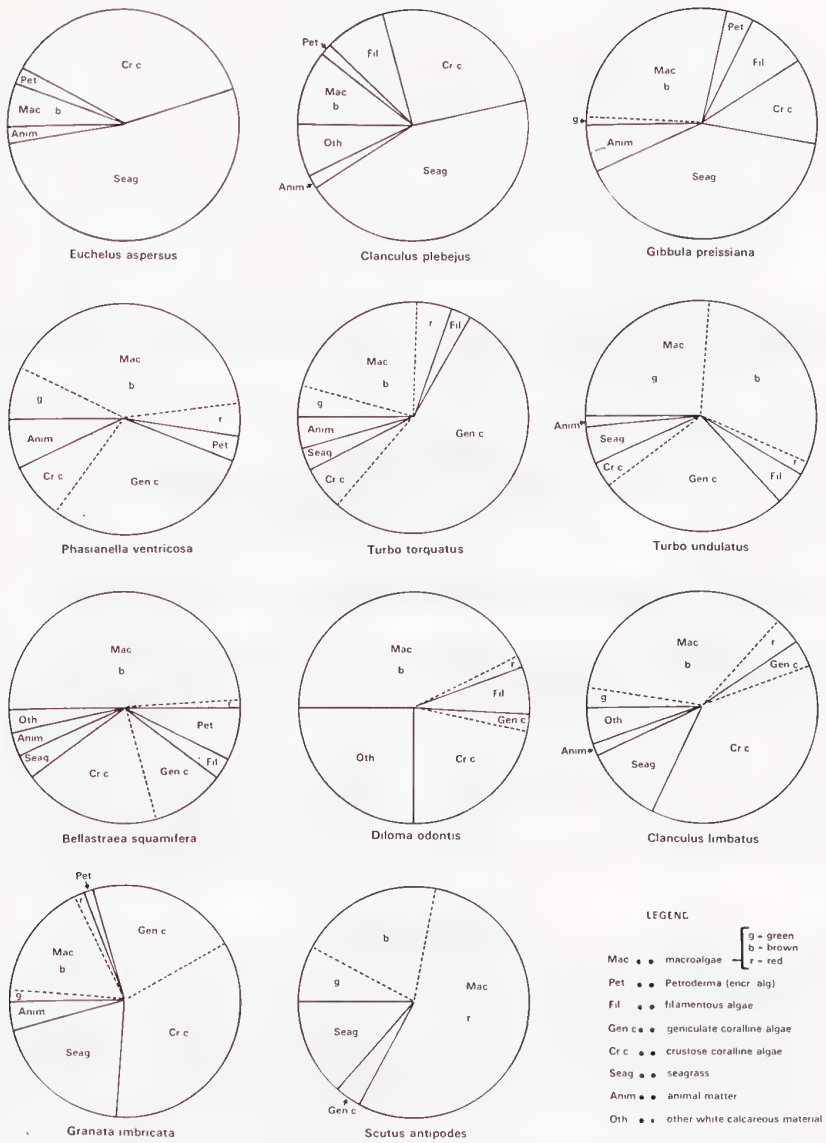 Cr c
Pet
Mac b
Anim
Seag
Euchelus aspersus
Pet
Fil
Cr c
Mac
b
Oth
Anim
Seag
Clanculus plebejus
Pet
Fil
Mac
b
Cr c
g
Anim
Seag
Gibbula preissiana
Mac
b
g
r
Anim
Pet
Cr c
Gen c
Phasianella ventricosa
r
Fil
Mac
b
g
Gen c
Anim
Seag
Cr c
Turbo torquatus
Mac
g
b
Anim
Seag
r
Cr c
Fil
Gen c
Turbo undulatus
Mac
b
r
Oth
Pet
Anim
Seag
Fil
Cr c
Gen c
Bellastraea squamifera
Mac
b
r
Fil
Gen c
Oth
Cr c
Diloma odontis
Mac
r
b
Gen c
g
Oth
Anim
Cr c
Seag
Clanculus limbatus
Pet
r
Gen c
Mac
b
g
Anim
Cr c
Seag
Granata imbricata
b
Mac
g
r
Seag
Gen c
Scutus antipodes
LEGEND
g - green
b - brown
r - red
Mac • • macroalgae
Pet • • Petroderma (encr alg)
Fil • • filamentous algae
Gen c • • geniculate coralline algae
Cr c • • crustose coralline algae
Seag • • seagrass
Anim • • animal matter
Oth • • other white calcareous material